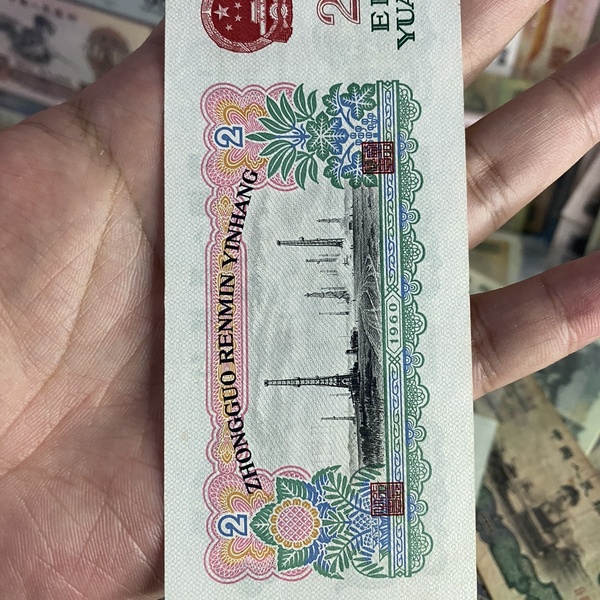 2
ER
YUAN
2
ZHONGGUO RENMIN YINHANG
1960
2